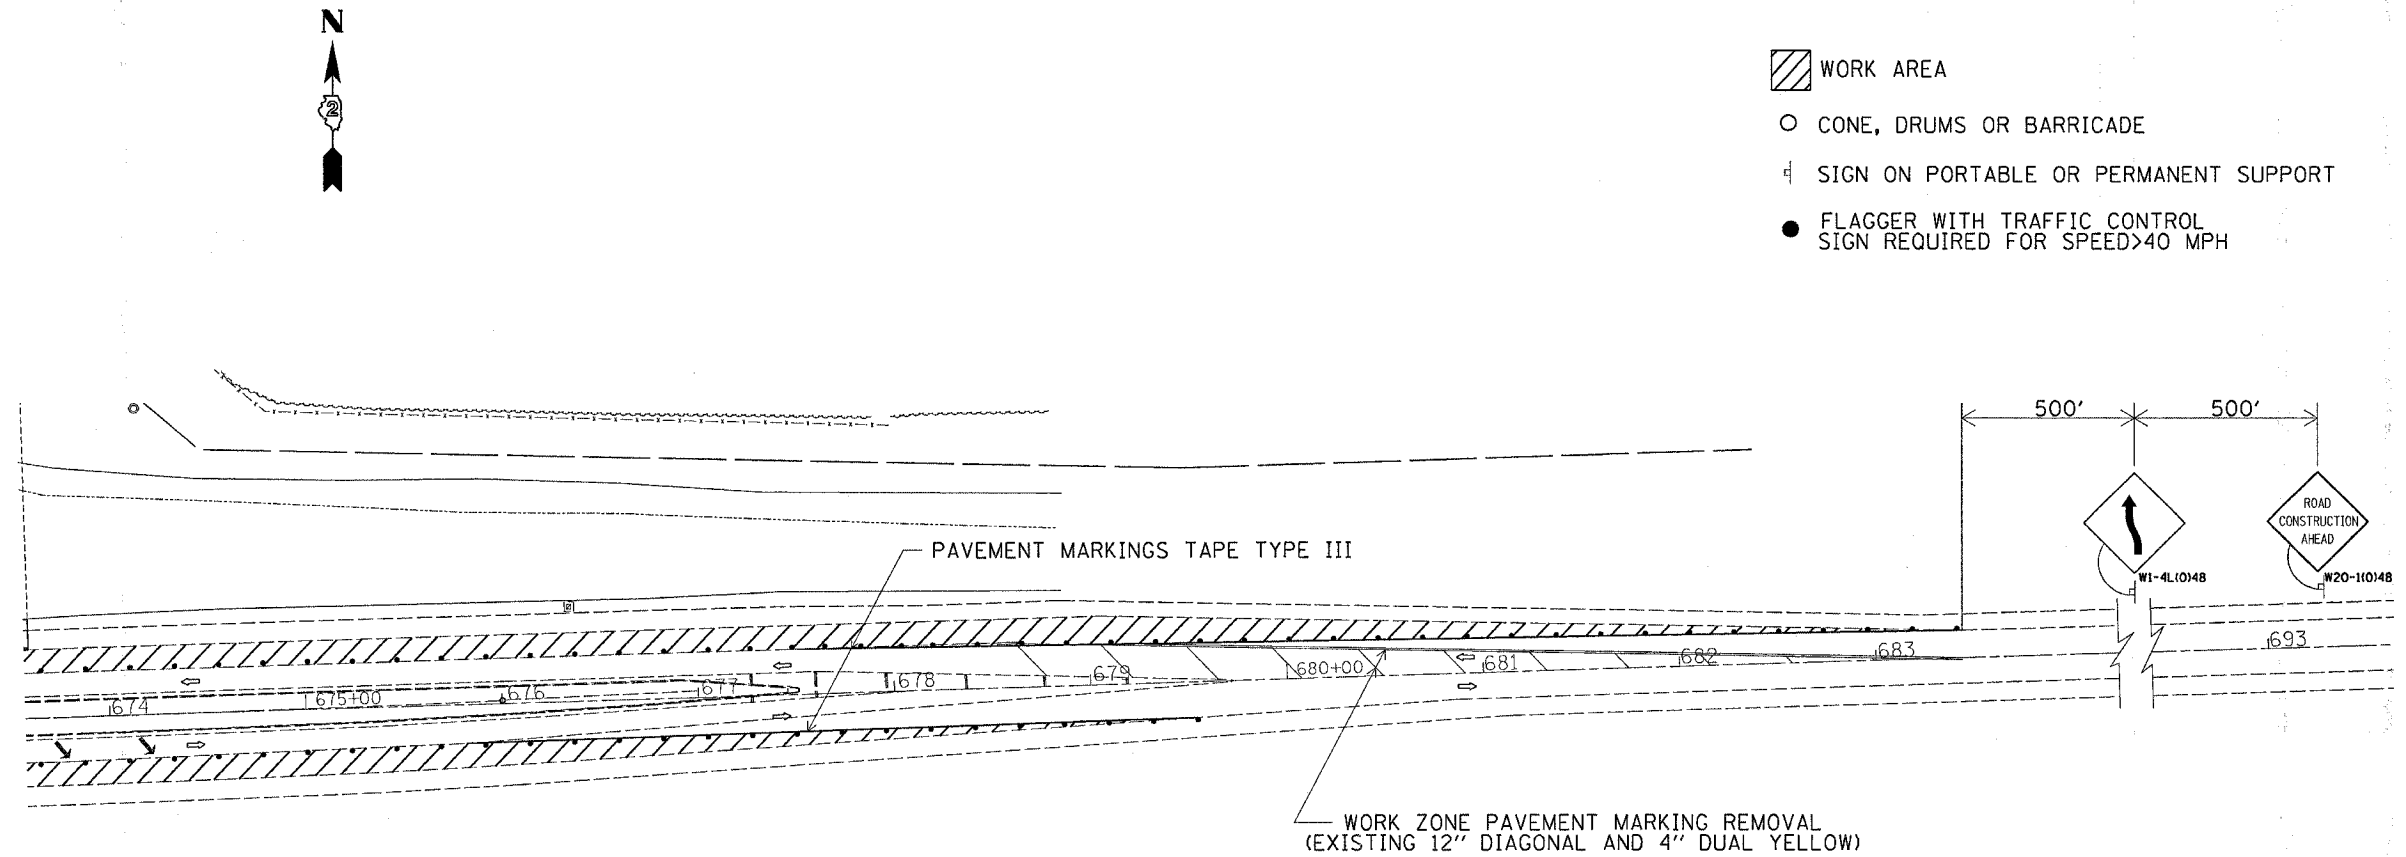 N
2
WORK AREA
CONE, DRUMS OR BARRICADE
SIGN ON PORTABLE OR PERMANENT SUPPORT
FLAGGER WITH TRAFFIC CONTROL
SIGN REQUIRED FOR SPEED>40 MPH
500' 500'
ROAD
CONSTRUCTION
AHEAD
W1-4L(O)48 W20-1(O)48
PAVEMENT MARKINGS TAPE TYPE III
674 675+00 676 677 678 679 680+00 681 682 683 693
WORK ZONE PAVEMENT MARKING REMOVAL
(EXISTING 12" DIAGONAL AND 4" DUAL YELLOW)